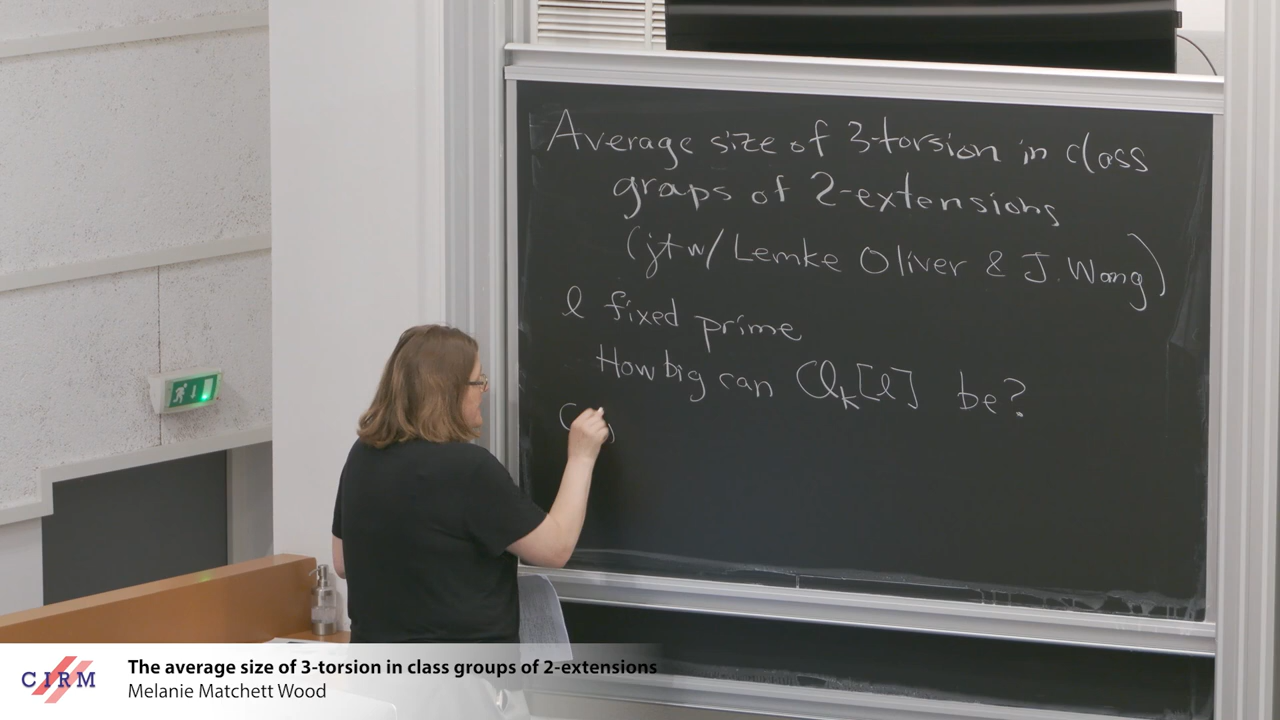 Average size of 3-torsion in class
graps of 2-extensions
(jt w/ Lemke Oliver & J. Wang)
l fixed prime
How big can Cl_k[l] be?
CIRM
The average size of 3-torsion in class groups of 2-extensions
Melanie Matchett Wood